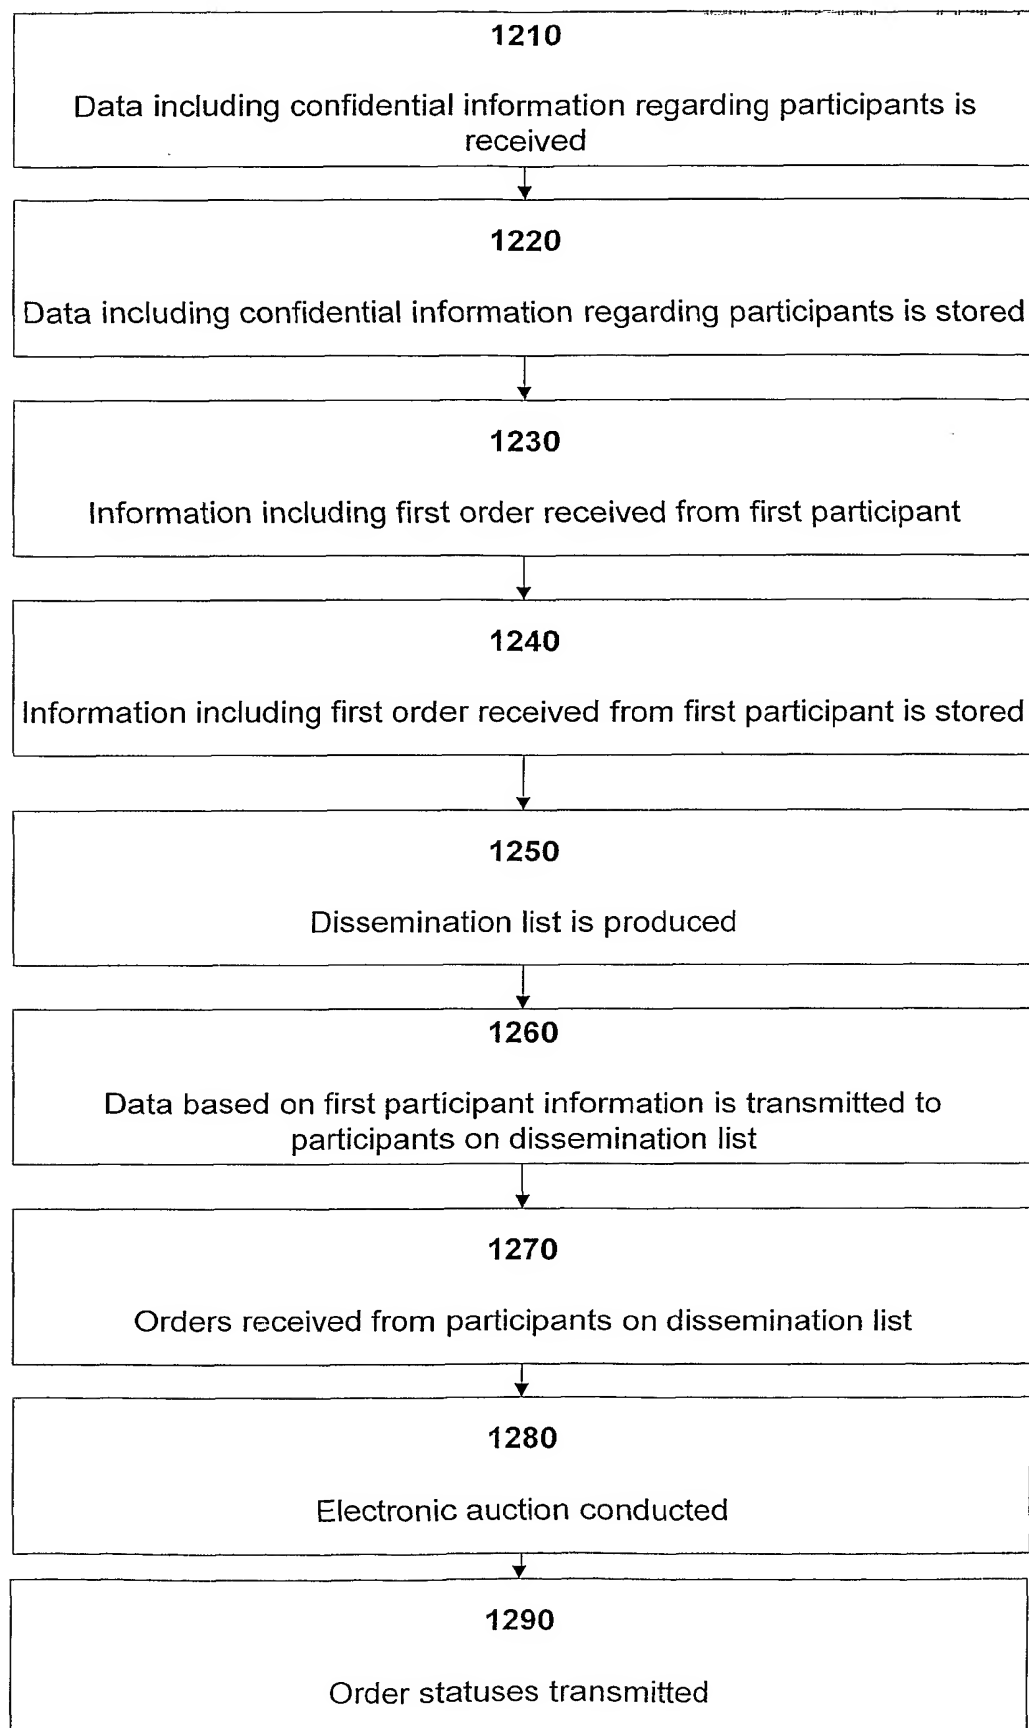 1210
Data including confidential information regarding participants is
received
1220
Data including confidential information regarding participants is stored
1230
Information including first order received from first participant
1240
Information including first order received from first participant is stored
1250
Dissemination list is produced
1260
Data based on first participant information is transmitted to
participants on dissemination list
1270
Orders received from participants on dissemination list
1280
Electronic auction conducted
1290
Order statuses transmitted